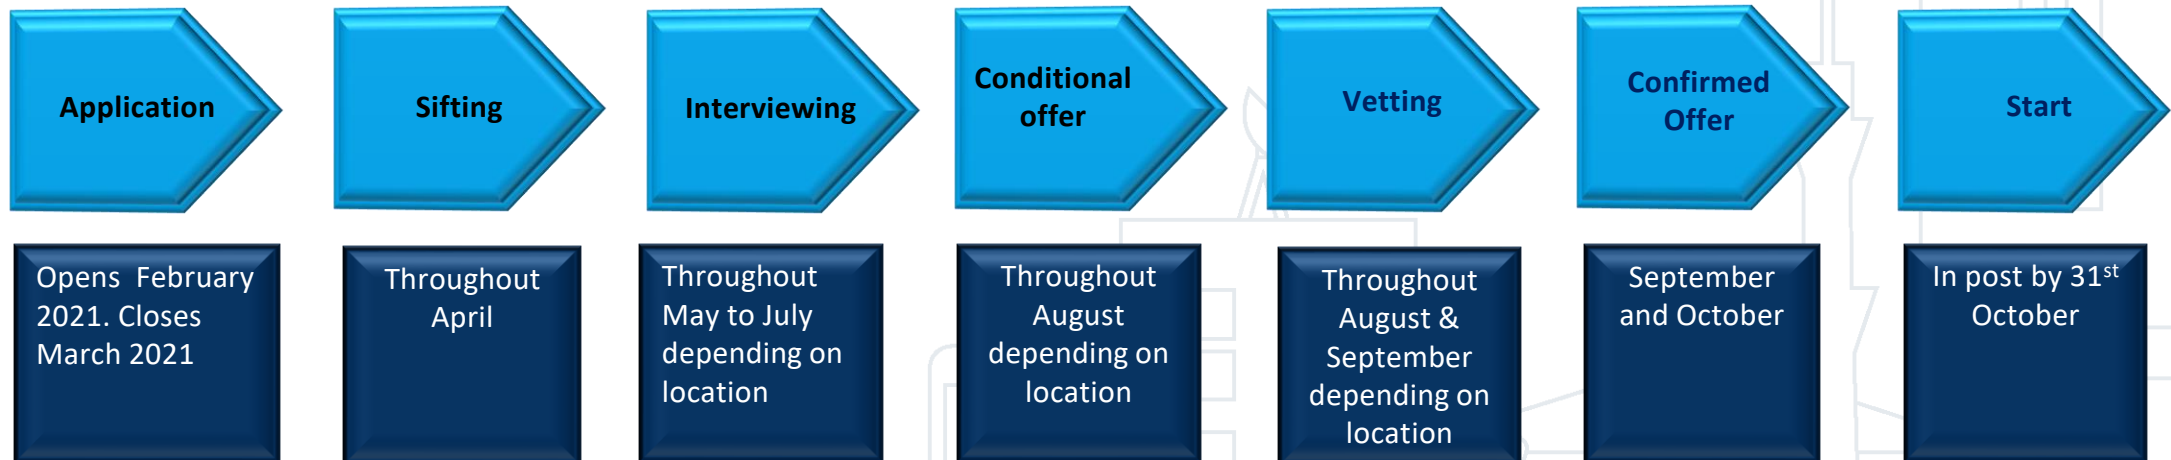 Application
Sifting
Interviewing
Conditional
offer
Vetting
Confirmed
Offer
Start
Opens February
2021. Closes
March 2021
Throughout
April
Throughout
May to July
depending on
location
Throughout
August
depending on
location
Throughout
August &
September
depending on
location
September
and October
In post by 31st
October